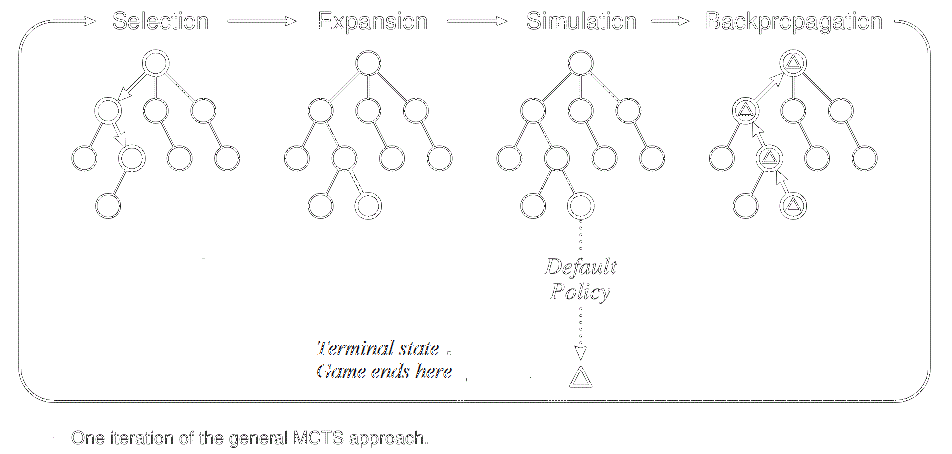 Selection
Expansion
Simulation
Backpropagation
Default
Policy
Terminal state .
Game ends here
One iteration of the general MCTS approach.